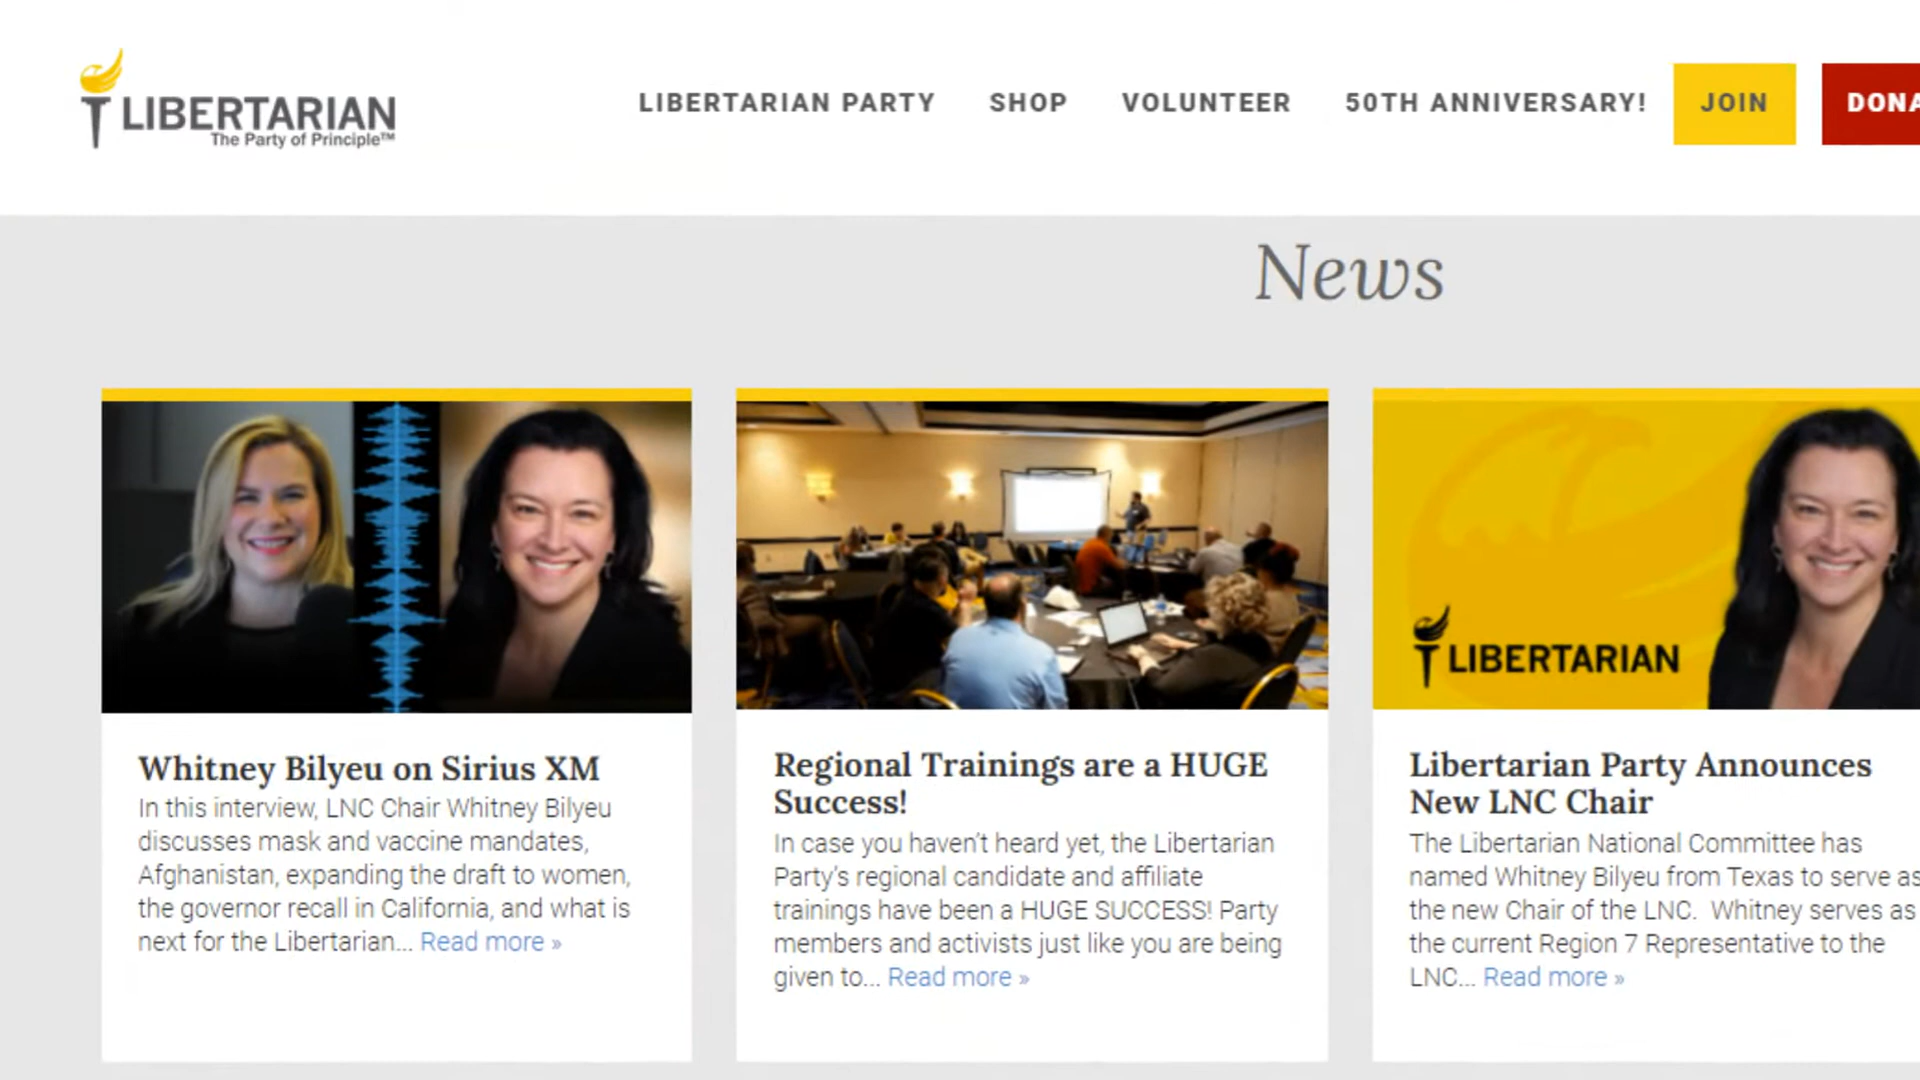 LIBERTARIAN
The Party of Principle™
LIBERTARIAN PARTY
SHOP
VOLUNTEER
50TH ANNIVERSARY!
JOIN
DONA
News
Whitney Bilyeu on Sirius XM
In this interview, LNC Chair Whitney Bilyeu
discusses mask and vaccine mandates,
Afghanistan, expanding the draft to women,
the governor recall in California, and what is
next for the Libertarian... Read more »
Regional Trainings are a HUGE
Success!
In case you haven’t heard yet, the Libertarian
Party’s regional candidate and affiliate
trainings have been a HUGE SUCCESS! Party
members and activists just like you are being
given to... Read more »
LIBERTARIAN
Libertarian Party Announces
New LNC Chair
The Libertarian National Committee has
named Whitney Bilyeu from Texas to serve as
the new Chair of the LNC.  Whitney serves as
the current Region 7 Representative to the
LNC... Read more »